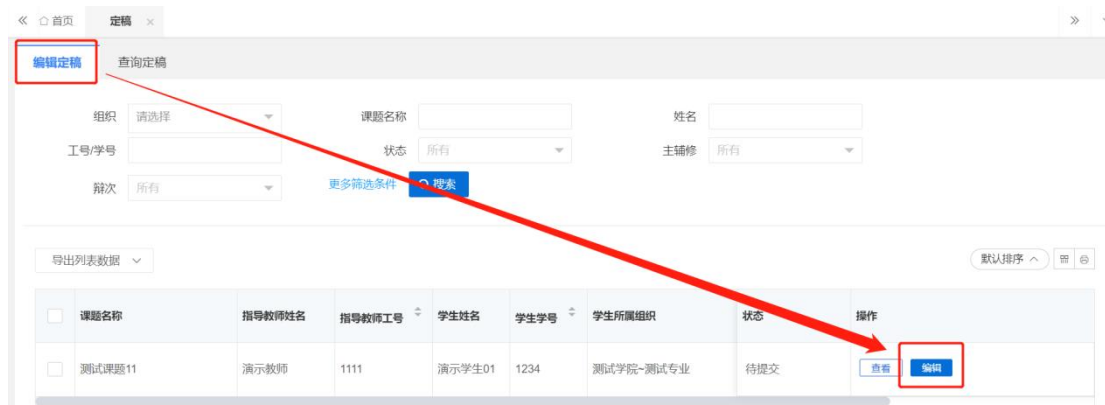 首页 定稿
编辑定稿 查询定稿
组织 请选择 课题名称 姓名
工号/学号 状态 所有 主辅修 所有
辩次 所有 更多筛选条件 搜索
导出列表数据 默认排序
课题名称 指导教师姓名 指导教师工号 学生姓名 学生学号 学生所属组织 状态 操作
测试课题11 演示教师 1111 演示学生01 1234 测试学院~测试专业 待提交 查看 编辑